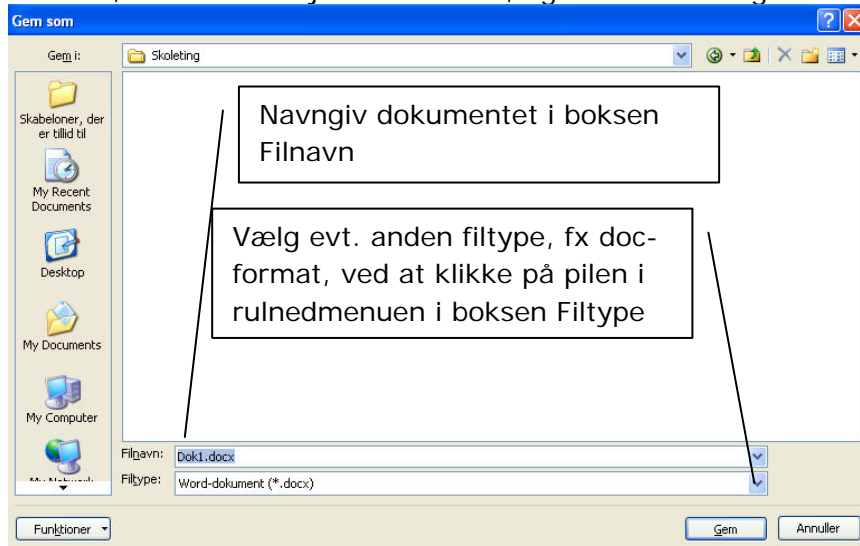 Gem som
Gem i:
Skoleting
Skabeloner, der
er tillid til
My Recent
Documents
Desktop
My Documents
My Computer
Navngiv dokumentet i boksen
Filnavn
Vælg evt. anden filtype, fx doc-
format, ved at klikke på pilen i
rulnedmenuen i boksen Filtype
Filnavn:
Dok1.docx
Filtype:
Word-dokument (*.docx)
Funktioner
Gem
Annuller